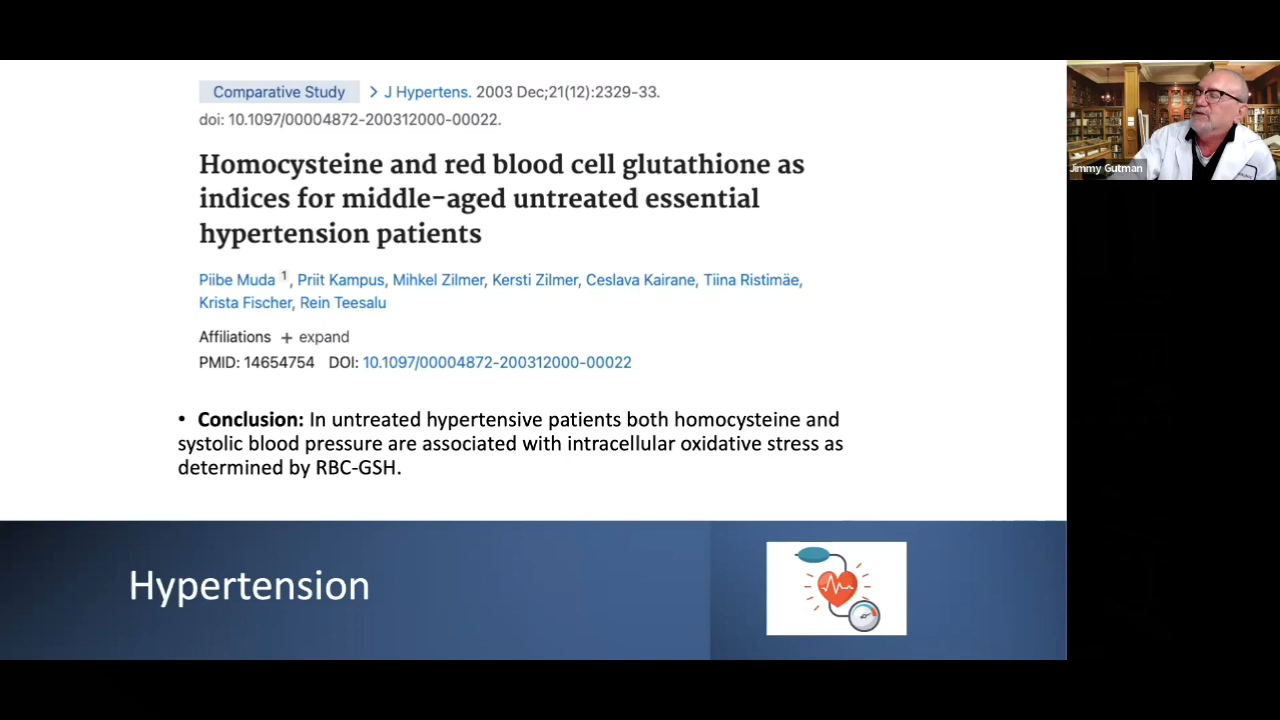 Comparative Study > J Hypertens. 2003 Dec;21(12):2329-33.
doi: 10.1097/00004872-200312000-00022.
Homocysteine and red blood cell glutathione as
indices for middle-aged untreated essential
hypertension patients
Piibe Muda 1, Priit Kampus, Mihkel Zilmer, Kersti Zilmer, Ceslava Kairane, Tiina Ristimäe,
Krista Fischer, Rein Teesalu
Affiliations + expand
PMID: 14654754 DOI: 10.1097/00004872-200312000-00022
• Conclusion: In untreated hypertensive patients both homocysteine and
systolic blood pressure are associated with intracellular oxidative stress as
determined by RBC-GSH.
Hypertension
Jimmy Gutman